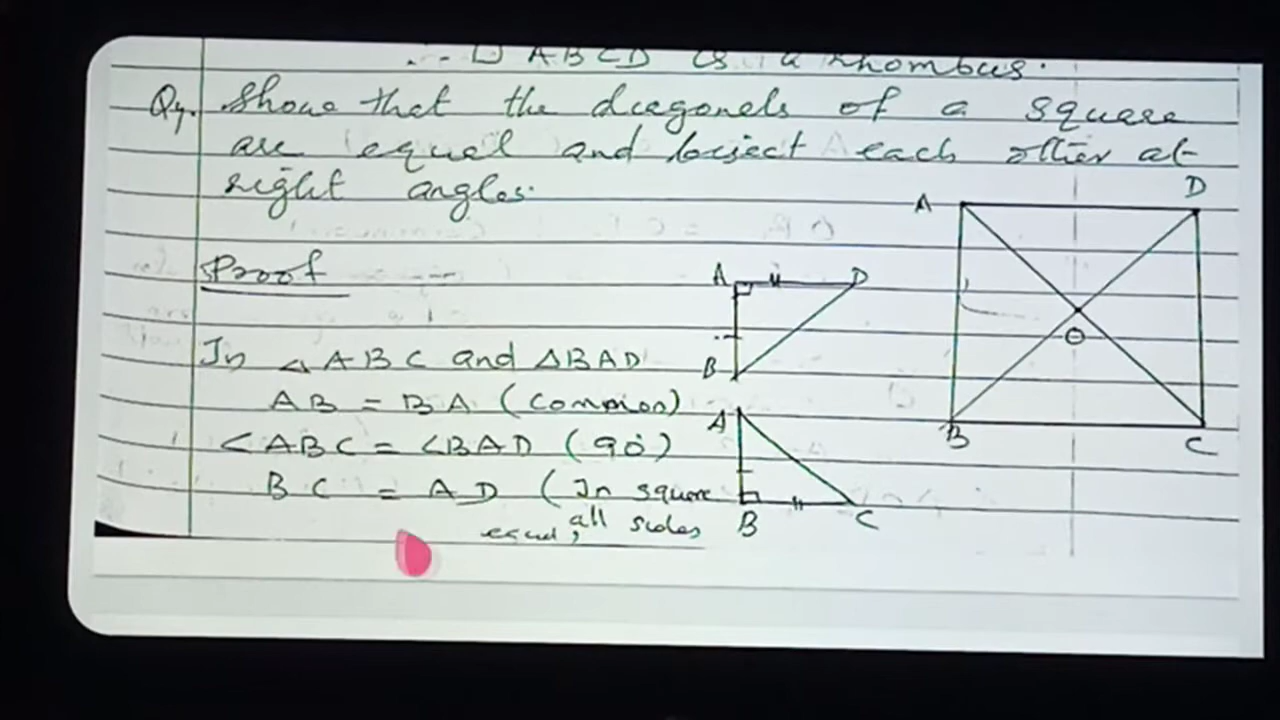 ∴ □ ABCD is a rhombus.
Q4. Show that the diagonals of a square
are equal and bisect each other at
right angles.
Proof
In △ABC and △BAD
AB = BA (Common)
∠ABC = ∠BAD (90°)
BC = AD (In square
equal, all sides
A D
B
A
B C
A D
O
B C